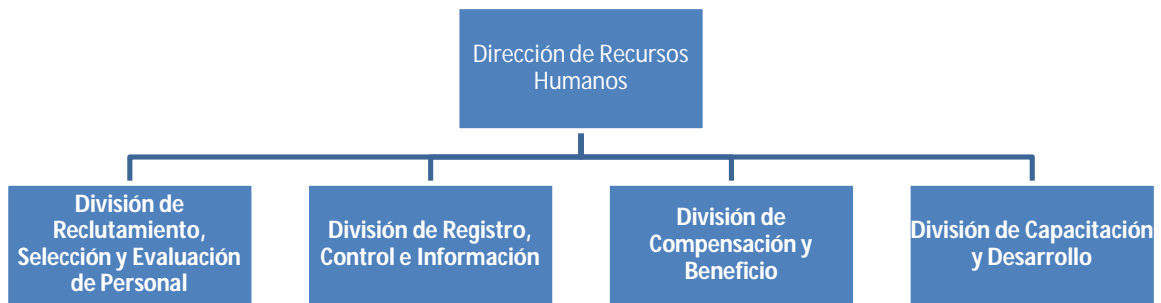 Dirección de Recursos
Humanos
División de
Reclutamiento,
Selección y Evaluación
de Personal
División de Registro,
Control e Información
División de
Compensación y
Beneficio
División de Capacitación
y Desarrollo